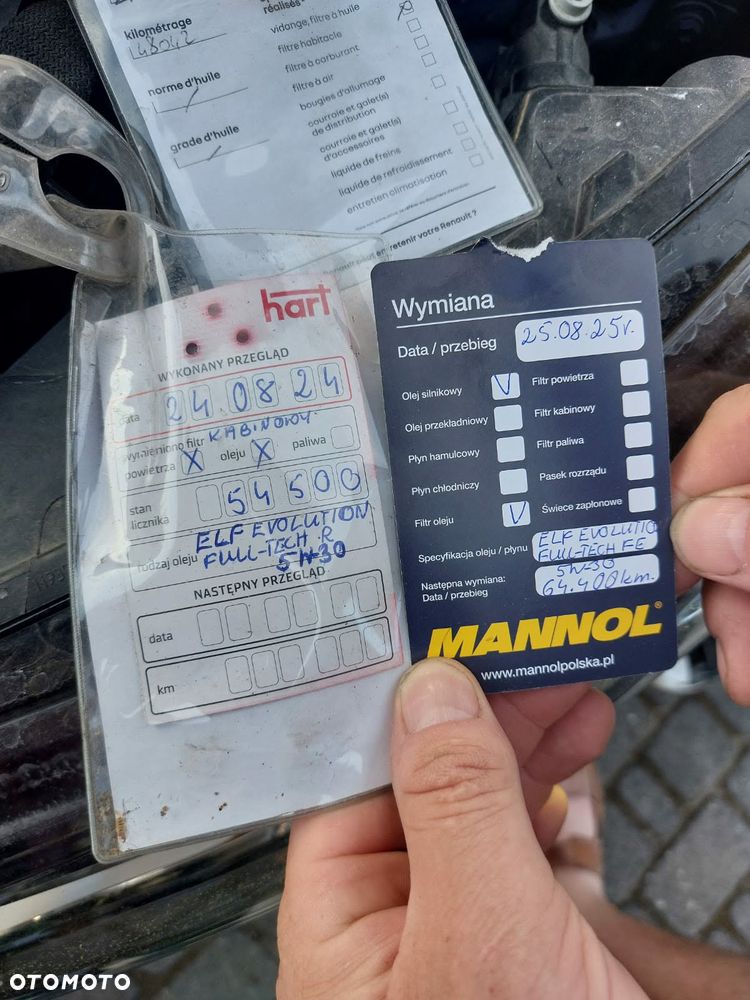 réalisés -
kilométrage
48042
vidange, filtre à huile
filtre habitacle
norme d'huile
filtre à carburant
filtre à air
bougies d'allumage
grade d'huile
courroie et galet(s)
de distribution
courroie et galet(s)
d'accessoires
liquide de freins
liquide de refroidissement
entretien climatisation
retenir votre Renault ?
hart
WYKONANY PRZEGLĄD
data 24 08 24
KABINOWY.
wymieniono filtr
powietrza X oleju X paliwa
stan
licznika 54 500
ELF EVOLUTION
FULL-TECH R
rodzaj oleju 5W30
NASTĘPNY PRZEGLĄD
data
km
Wymiana
Data / przebieg 25.08.25r.
Olej silnikowy V Filtr powietrza
Olej przekładniowy Filtr kabinowy
Płyn hamulcowy Filtr paliwa
Płyn chłodniczy Pasek rozrządu
Filtr oleju V Świece zapłonowe
Specyfikacja oleju / płynu ELF EVOLUTIO
FULL-TECH FE
5W-30
Następna wymiana:
Data / przebieg 64.400km.
MANNOL®
www.mannolpolska.pl
OTOMOTO